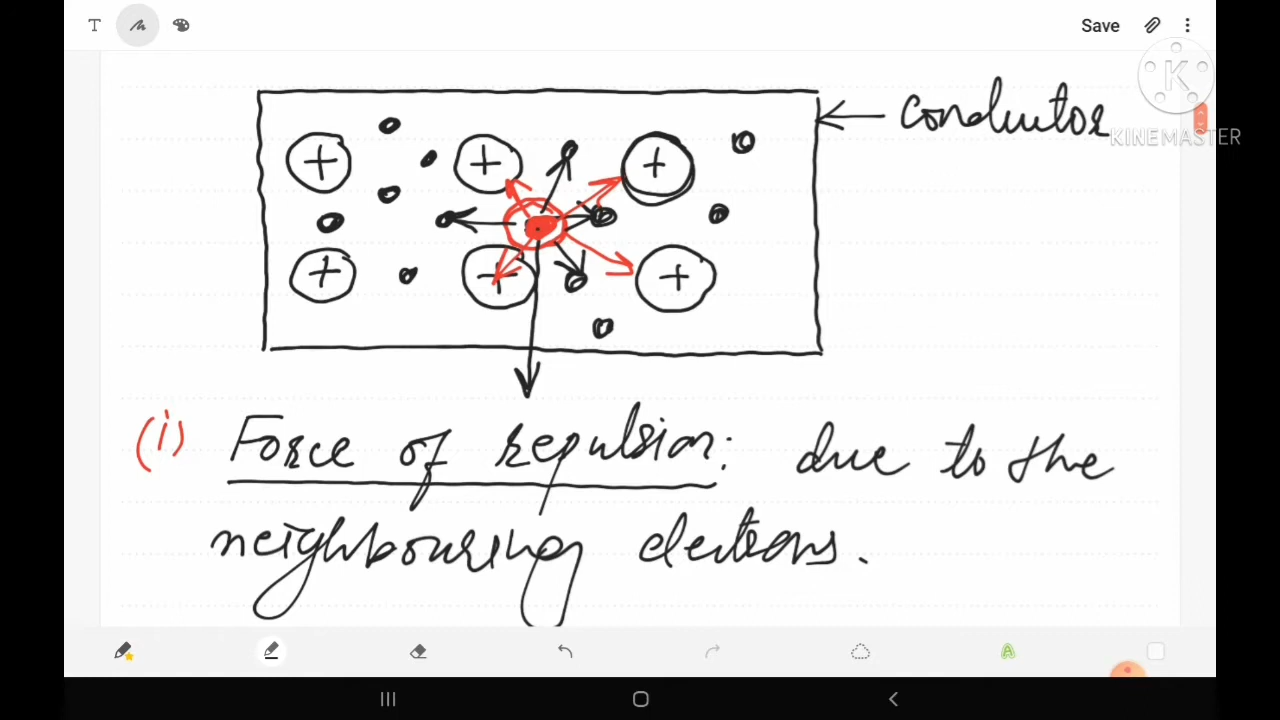 T
Save
K
KINEMASTER
← conductor
+ + +
+ + +
(i) Force of repulsion: due to the
neighbouring electrons.
A